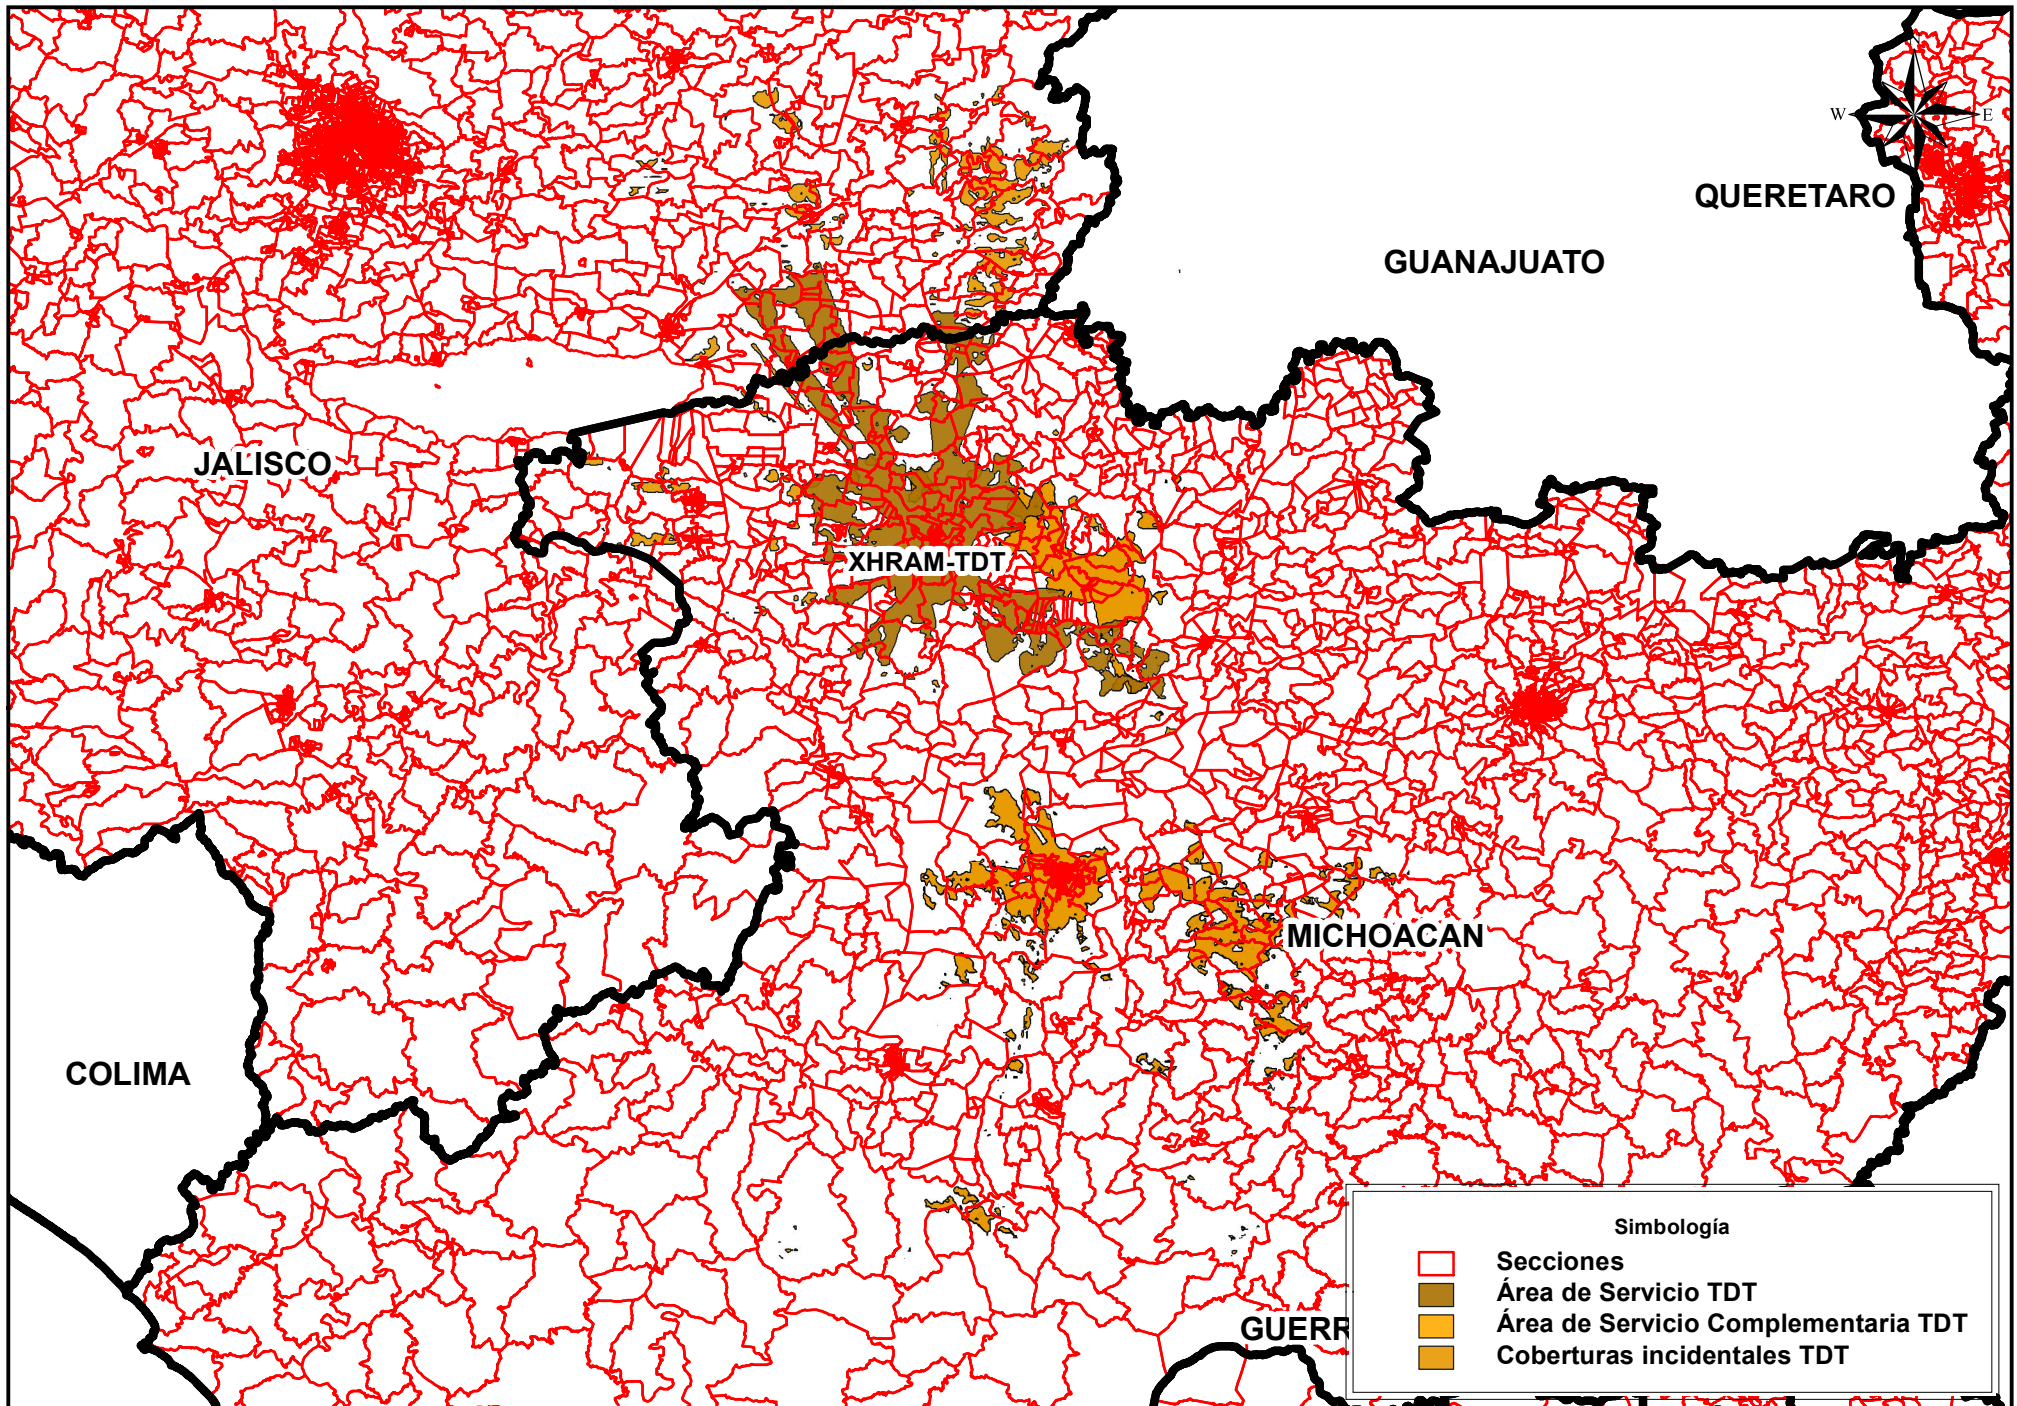 N
W
E
QUERETARO
GUANAJUATO
JALISCO
XHRAM-TDT
MICHOACAN
COLIMA
GUERR
Simbología
Secciones
Área de Servicio TDT
Área de Servicio Complementaria TDT
Coberturas incidentales TDT